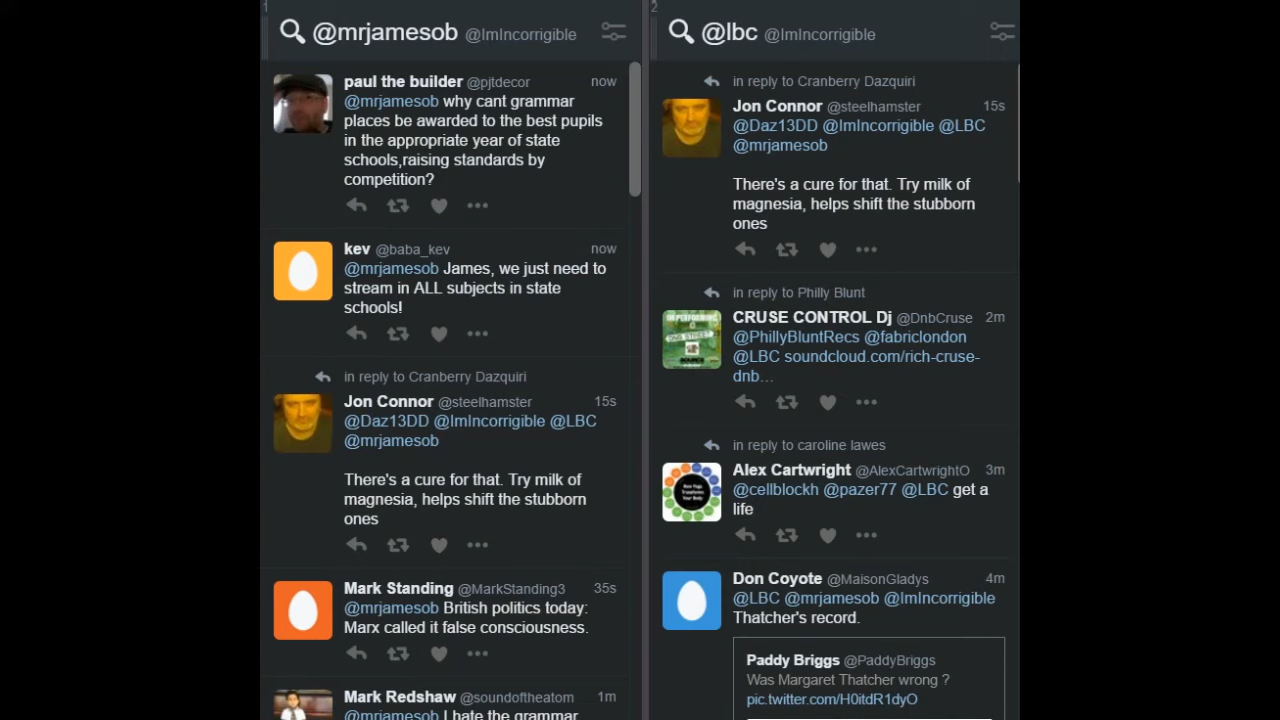 1
@mrjamesob @ImIncorrigible
paul the builder @pjtdecor now
@mrjamesob why cant grammar
places be awarded to the best pupils
in the appropriate year of state
schools,raising standards by
competition?
kev @baba_kev now
@mrjamesob James, we just need to
stream in ALL subjects in state
schools!
in reply to Cranberry Dazquiri
Jon Connor @steelhamster 15s
@Daz13DD @ImIncorrigible @LBC
@mrjamesob
There's a cure for that. Try milk of
magnesia, helps shift the stubborn
ones
Mark Standing @MarkStanding3 35s
@mrjamesob British politics today:
Marx called it false consciousness.
Mark Redshaw @soundoftheatom 1m
@mrjamesob I hate the grammar
2
@lbc @ImIncorrigible
in reply to Cranberry Dazquiri
Jon Connor @steelhamster 15s
@Daz13DD @ImIncorrigible @LBC
@mrjamesob
There's a cure for that. Try milk of
magnesia, helps shift the stubborn
ones
in reply to Philly Blunt
CRUSE CONTROL Dj @DnbCruse 2m
@PhillyBluntRecs @fabriclondon
@LBC soundcloud.com/rich-cruse-
dnb…
in reply to caroline lawes
Alex Cartwright @AlexCartwrightO 3m
@cellblockh @pazer77 @LBC get a
life
Don Coyote @MaisonGladys 4m
@LBC @mrjamesob @ImIncorrigible
Thatcher's record.
Paddy Briggs @PaddyBriggs
Was Margaret Thatcher wrong ?
pic.twitter.com/H0itdR1dyO